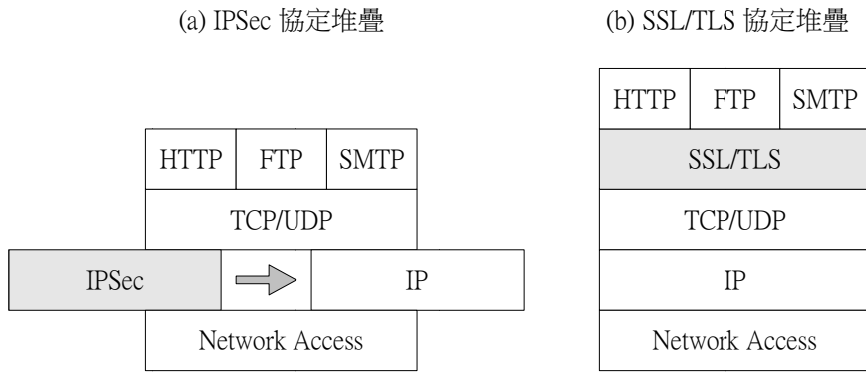 (a) IPSec 協定堆疊
HTTP FTP SMTP
TCP/UDP
IPSec IP
Network Access
(b) SSL/TLS 協定堆疊
HTTP FTP SMTP
SSL/TLS
TCP/UDP
IP
Network Access